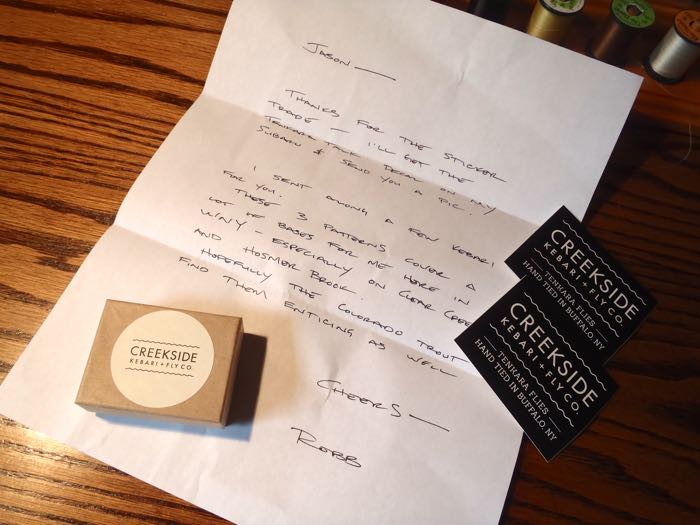 JASON —
THANKS FOR THE STICKER
TRADE — I'LL GET THE
TENKARA TALK DECAL ON MY
SUBARU & SEND YOU A PIC.
I SENT AMONG A FEW KEBARI
FOR YOU. THESE 3 PATTERNS COVER A
LOT OF BASES FOR ME HERE IN
WNY — ESPECIALLY ON CLEAR CREEK
AND HOSMER BROOK.
HOPEFULLY THE COLORADO TROUT
FIND THEM ENTICING AS WELL
CHEERS —
ROBB
CREEKSIDE
KEBARI + FLY CO.
CREEKSIDE
KEBARI + FLY CO.
TENKARA FLIES
HAND TIED IN BUFFALO, NY
CREEKSIDE
KEBARI + FLY CO.
TENKARA FLIES
HAND TIED IN BUFFALO, NY